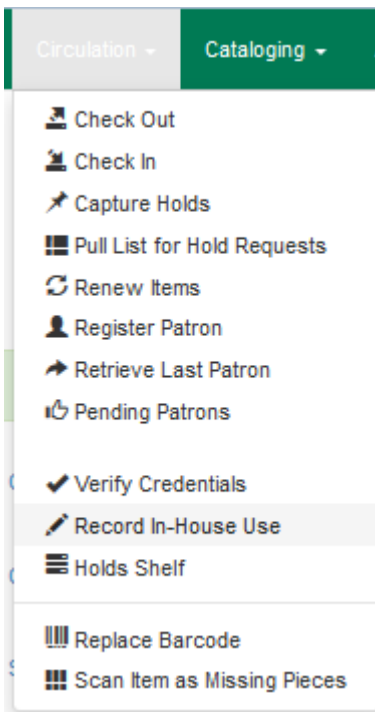 Circulation Cataloging
Check Out
Check In
Capture Holds
Pull List for Hold Requests
Renew Items
Register Patron
Retrieve Last Patron
Pending Patrons
Verify Credentials
Record In-House Use
Holds Shelf
Replace Barcode
Scan Item as Missing Pieces